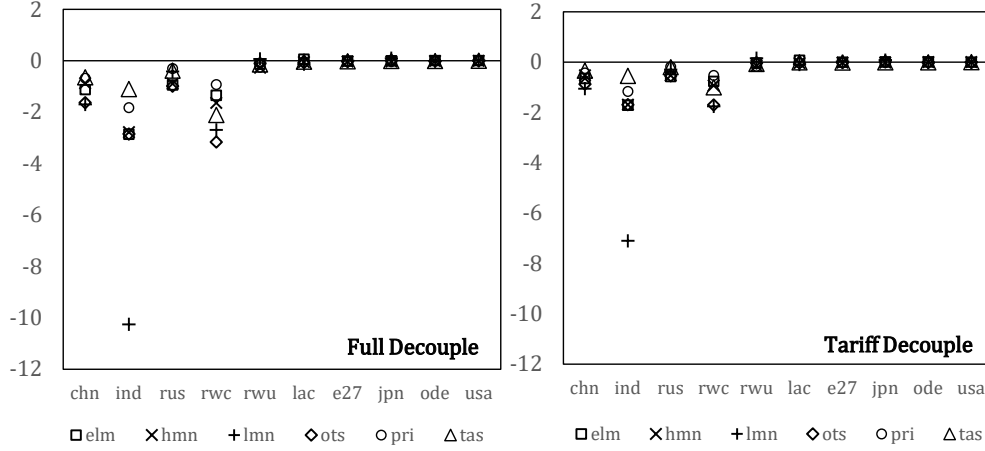 2
0
-2
-4
-6
-8
-10
-12
Full Decouple
chn ind rus rwc rwu lac e27 jpn ode usa
elm hmn lmn ots pri tas
2
0
-2
-4
-6
-8
-10
-12
Tariff Decouple
chn ind rus rwc rwu lac e27 jpn ode usa
elm hmn lmn ots pri tas